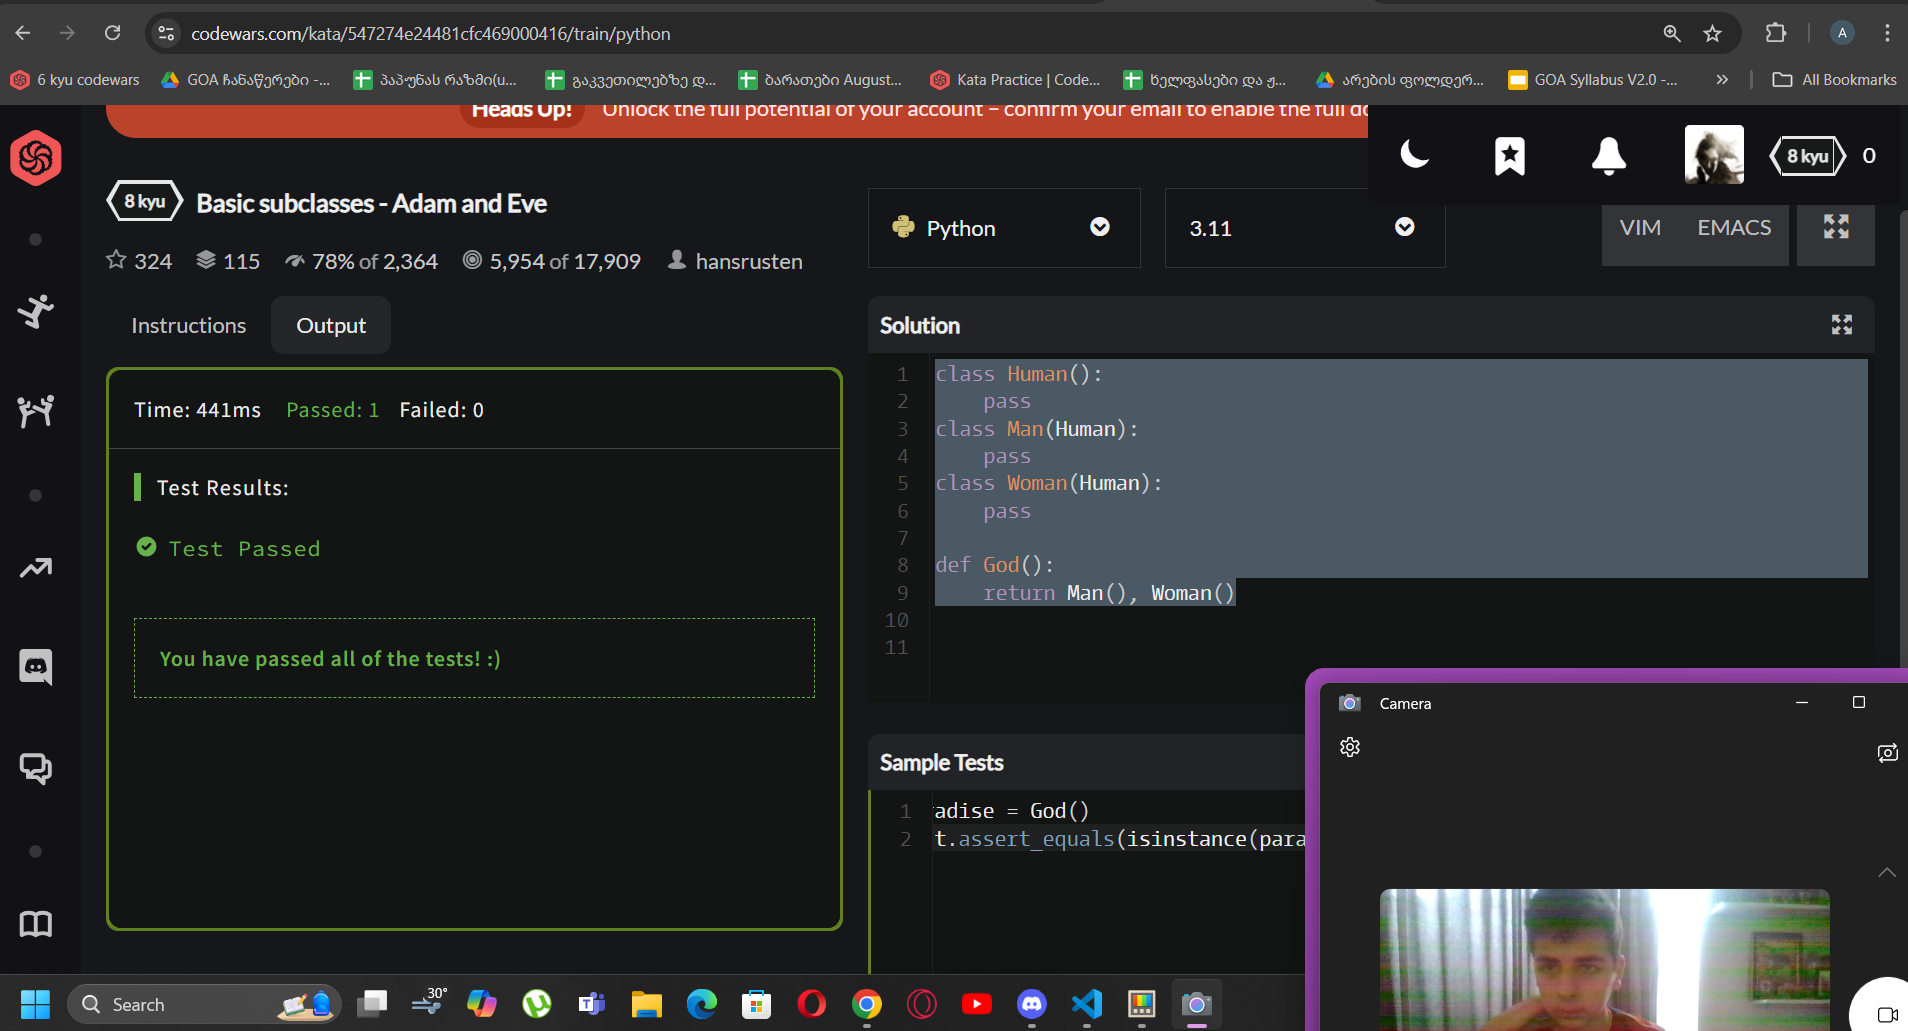 codewars.com/kata/547274e24481cfc469000416/train/python
A
6 kyu codewars
GOA ჩანაწერები -...
პაპუნას რაზმი(u...
გაკვეთილებზე დ...
ბარათები August...
Kata Practice | Code...
ხელფასები და ჟ...
არების ფოლდერ...
GOA Syllabus V2.0 -...
»
All Bookmarks
Heads Up!
Unlock the full potential of your account – confirm your email to enable the full
8 kyu
0
8 kyu
Basic subclasses - Adam and Eve
324
115
78% of 2,364
5,954 of 17,909
hansrusten
Python
3.11
VIM
EMACS
Instructions
Output
Time: 441ms
Passed: 1
Failed: 0
Test Results:
Test Passed
You have passed all of the tests! :)
Solution
1 class Human():
2 pass
3 class Man(Human):
4 pass
5 class Woman(Human):
6 pass
7
8 def God():
9 return Man(), Woman()
10
11
Sample Tests
1 adise = God()
2 t.assert_equals(isinstance(para
Camera
Search
30°